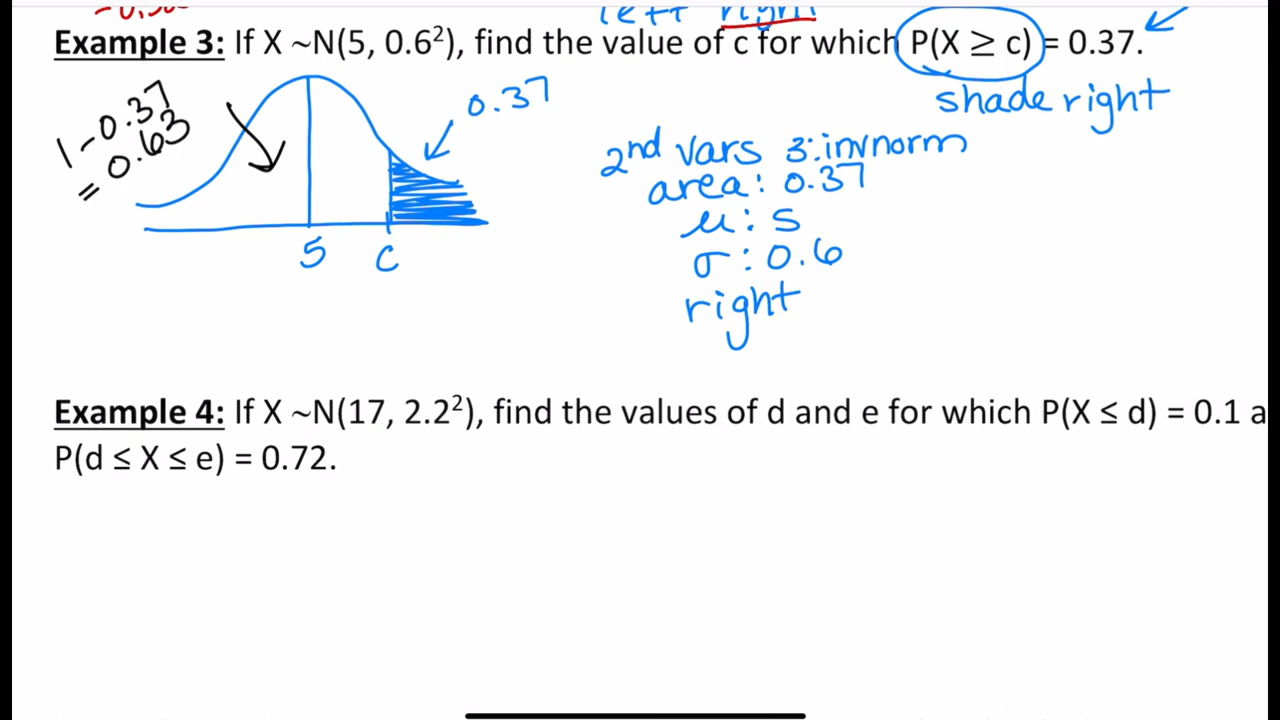 left right
Example 3: If X ~N(5, 0.6²), find the value of c for which P(X ≥ c) = 0.37.
shade right
1 - 0.37
= 0.63
0.37
5 c
2nd vars 3:invnorm
area: 0.37
μ: 5
σ: 0.6
right
Example 4: If X ~N(17, 2.2²), find the values of d and e for which P(X ≤ d) = 0.1 a
P(d ≤ X ≤ e) = 0.72.